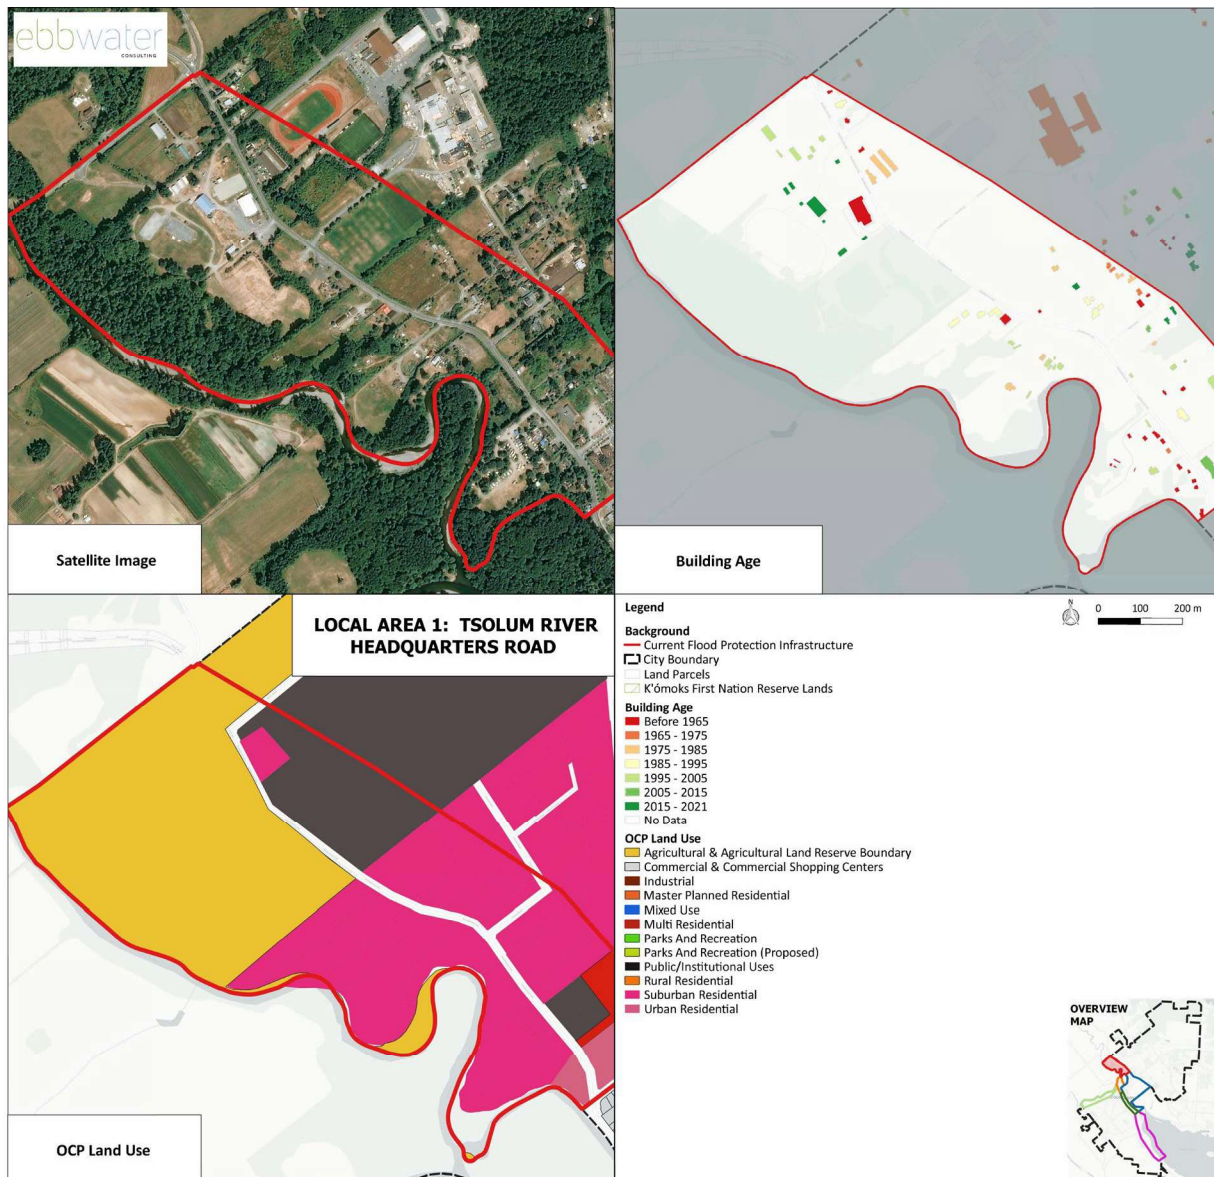 ebbwater
CONSULTING
Satellite Image
Building Age
LOCAL AREA 1: TSOLUM RIVER
HEADQUARTERS ROAD
OCP Land Use
Legend
N
0 100 200 m
Background
Current Flood Protection Infrastructure
City Boundary
Land Parcels
K'ómoks First Nation Reserve Lands
Building Age
Before 1965
1965 - 1975
1975 - 1985
1985 - 1995
1995 - 2005
2005 - 2015
2015 - 2021
No Data
OCP Land Use
Agricultural & Agricultural Land Reserve Boundary
Commercial & Commercial Shopping Centers
Industrial
Master Planned Residential
Mixed Use
Multi Residential
Parks And Recreation
Parks And Recreation (Proposed)
Public/Institutional Uses
Rural Residential
Suburban Residential
Urban Residential
OVERVIEW
MAP